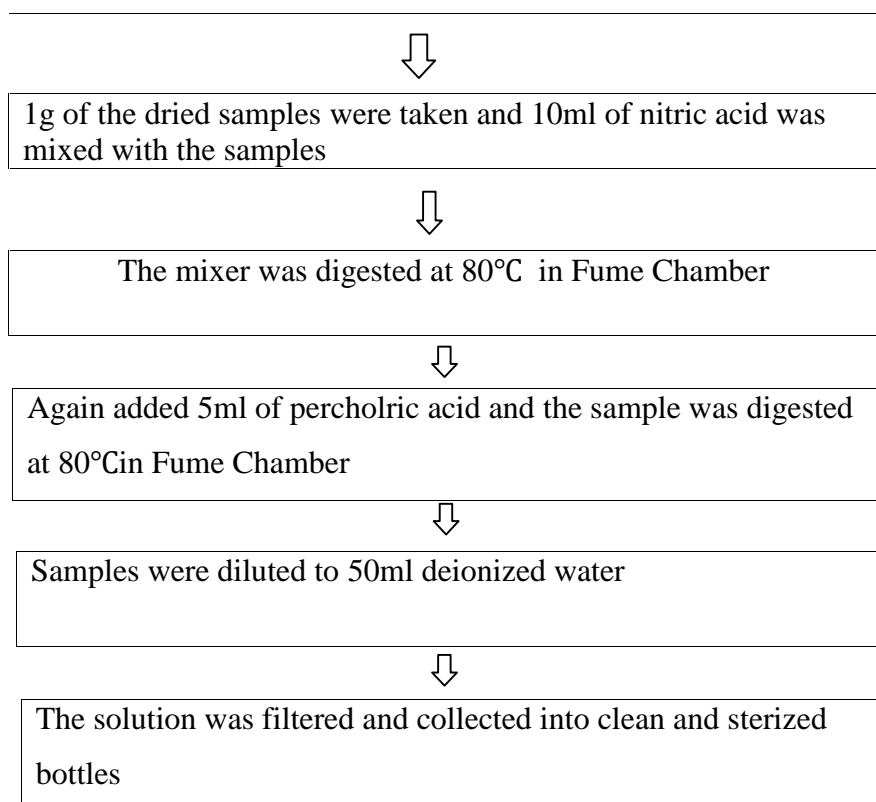 1g of the dried samples were taken and 10ml of nitric acid was
mixed with the samples
The mixer was digested at 80℃ in Fume Chamber
Again added 5ml of percholric acid and the sample was digested
at 80℃in Fume Chamber
Samples were diluted to 50ml deionized water
The solution was filtered and collected into clean and sterized
bottles